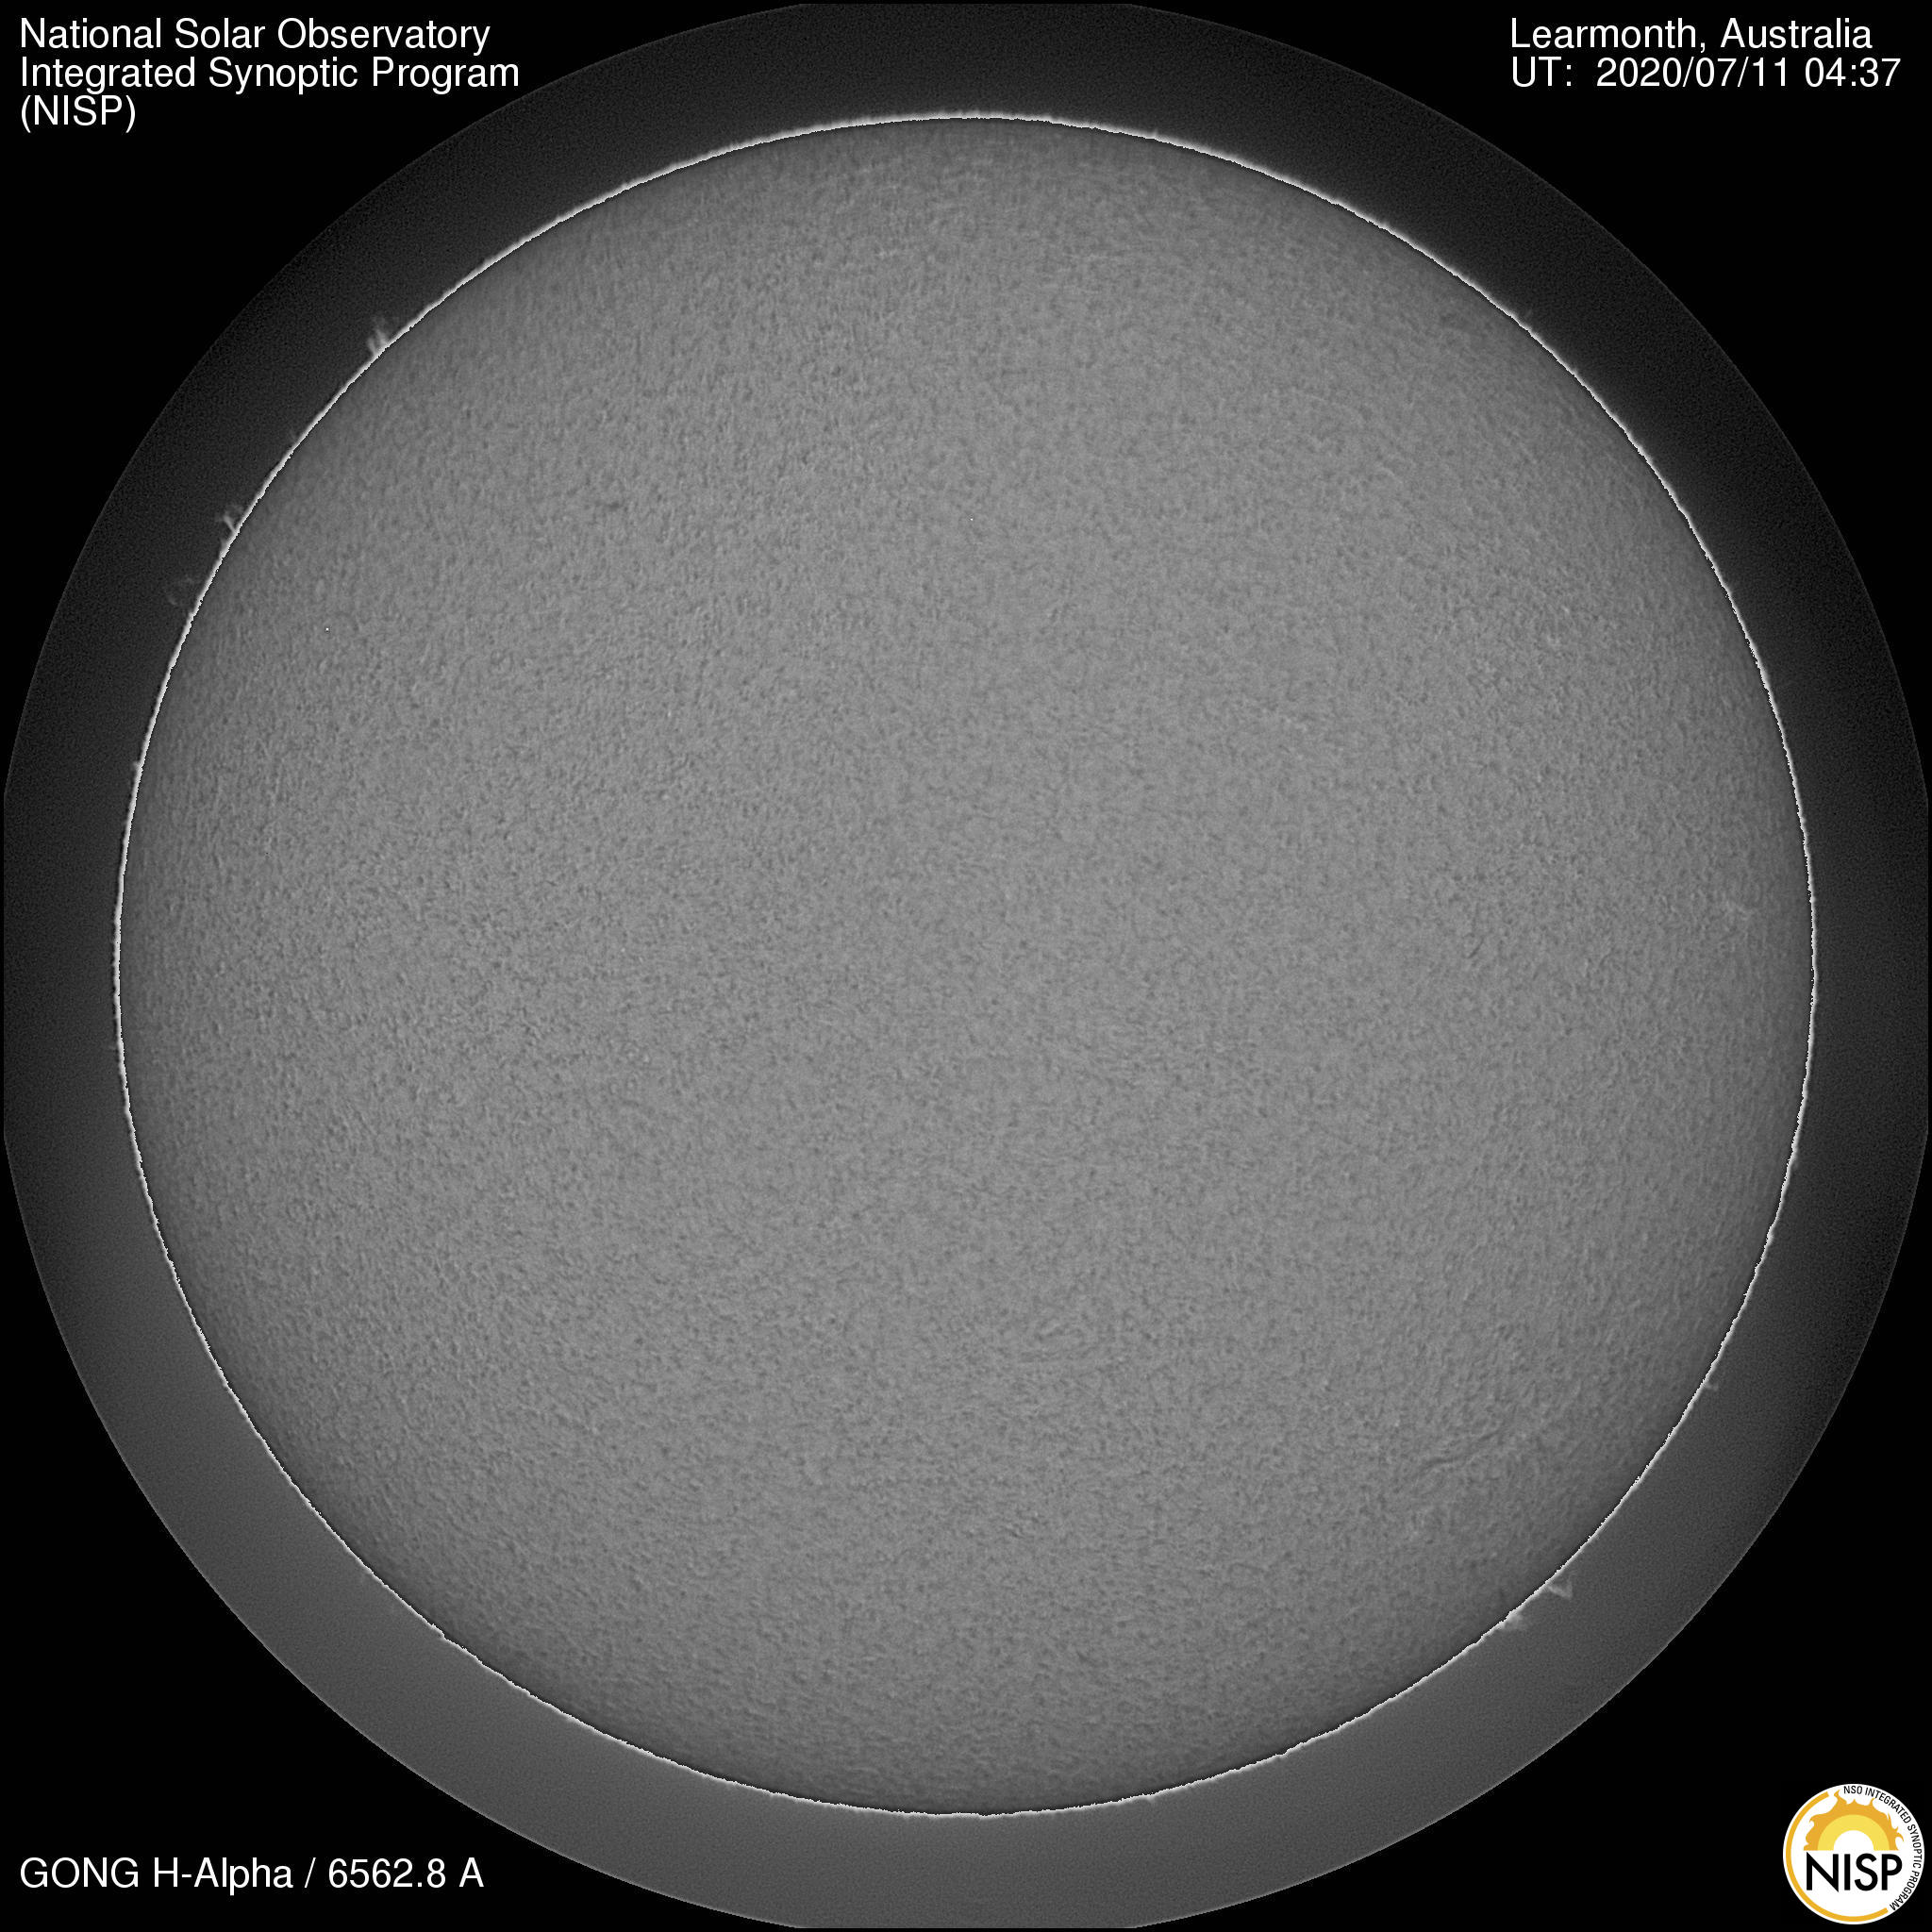 National Solar Observatory
Integrated Synoptic Program
(NISP)
Learmonth, Australia
UT: 2020/07/11 04:37
GONG H-Alpha / 6562.8 A
NSO INTEGRATED SYNOPTIC PROGRAM
NISP